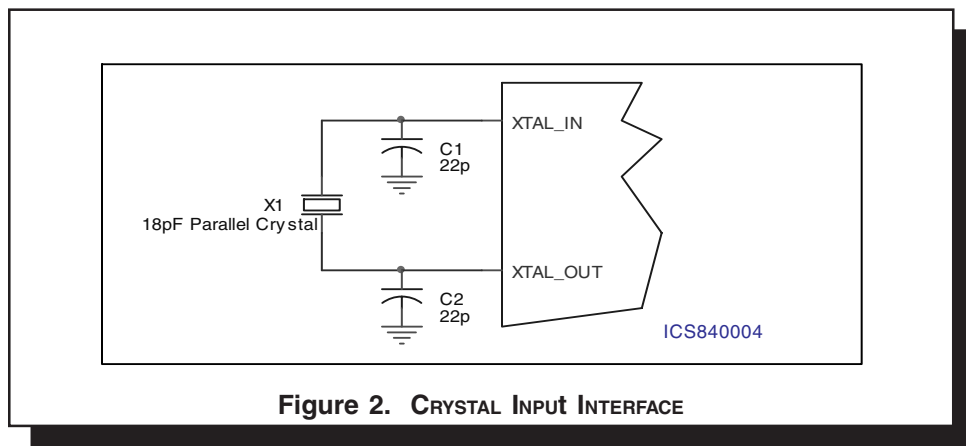 XTAL_IN
C1
22p
X1
18pF Parallel Crystal
XTAL_OUT
C2
22p
ICS840004
Figure 2. CRYSTAL INPUt INTERFACE